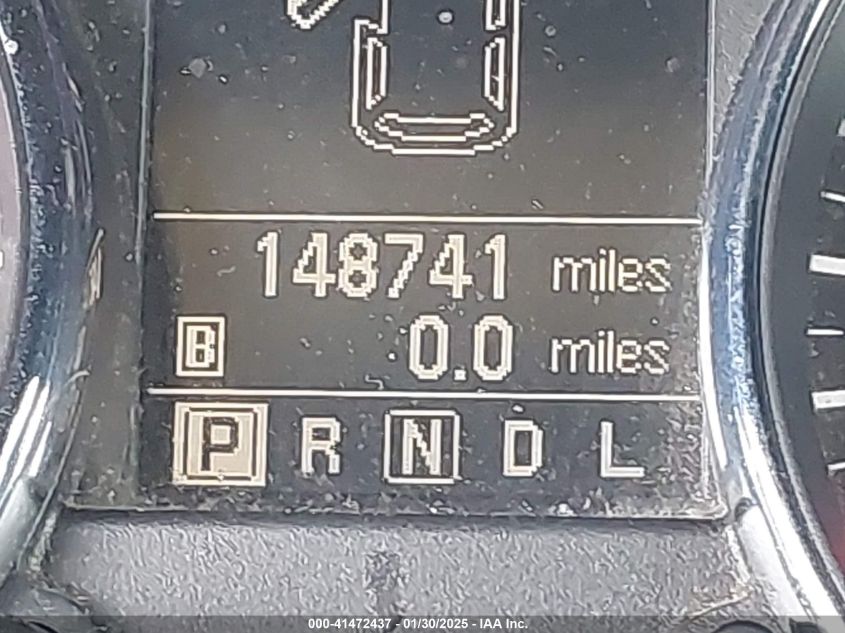 148741 miles
B 0.0 miles
P R N D L
000-41472437 - 01/30/2025 - IAA Inc.